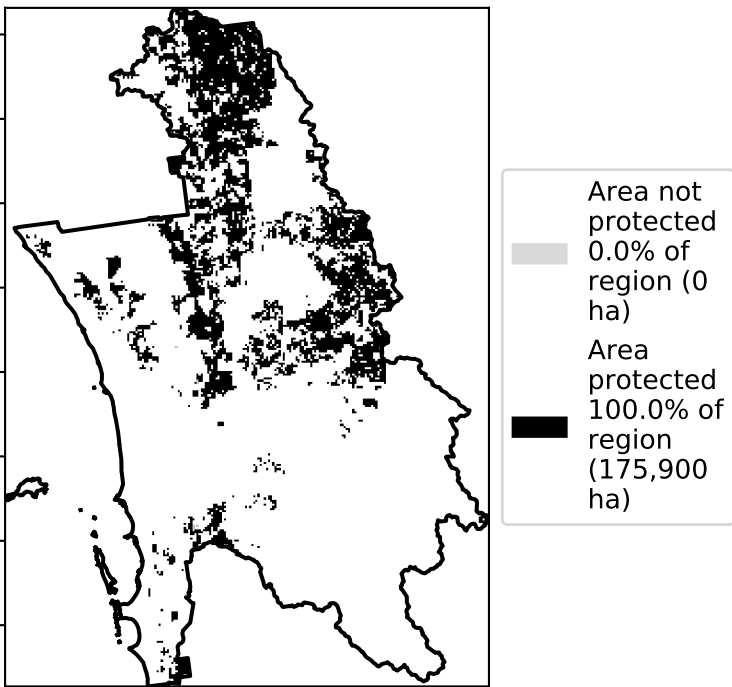 Area not
protected
0.0% of
region (0
ha)
Area
protected
100.0% of
region
(175,900
ha)